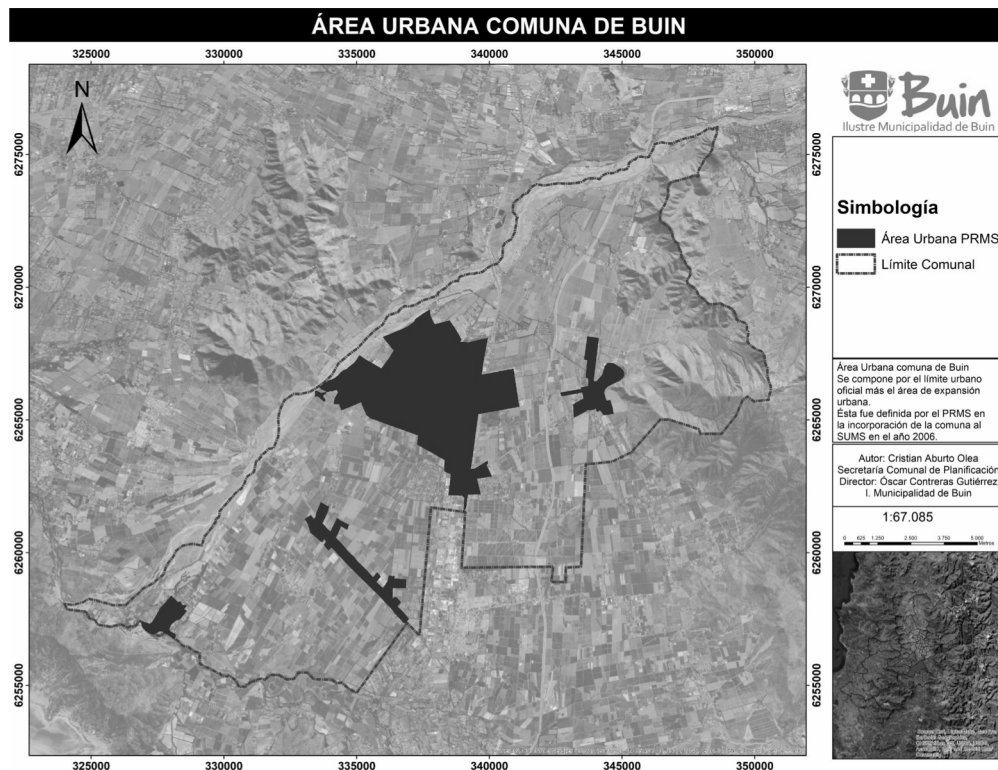 ÁREA URBANA COMUNA DE BUIN
325000 330000 335000 340000 345000 350000
N
6275000
6270000
6265000
6260000
6255000
6275000
6270000
6265000
6260000
6255000
325000 330000 335000 340000 345000 350000
Buin
Ilustre Municipalidad de Buin
Simbología
Área Urbana PRMS
Límite Comunal
Área Urbana comuna de Buin
Se compone por el límite urbano
oficial más el área de expansión
urbana.
Ésta fue definida por el PRMS en
la incorporación de la comuna al
SUMS en el año 2006.
Autor: Cristian Aburto Olea
Secretaría Comunal de Planificación
Director: Óscar Contreras Gutiérrez
I. Municipalidad de Buin
1:67.085
0 625 1.250 2.500 3.750 5.000
Metros